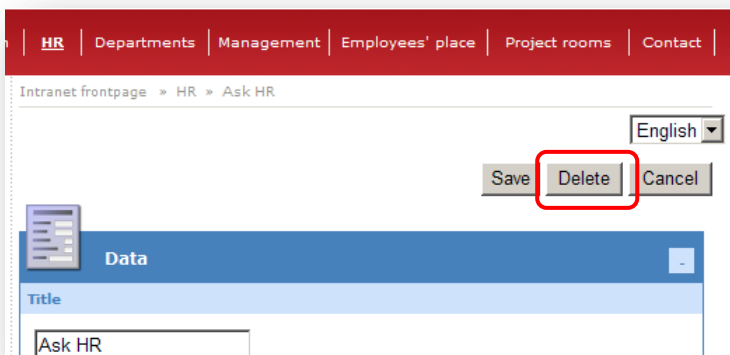 HR Departments Management Employees' place Project rooms Contact
Intranet frontpage » HR » Ask HR
English
Save Delete Cancel
Data -
Title
Ask HR